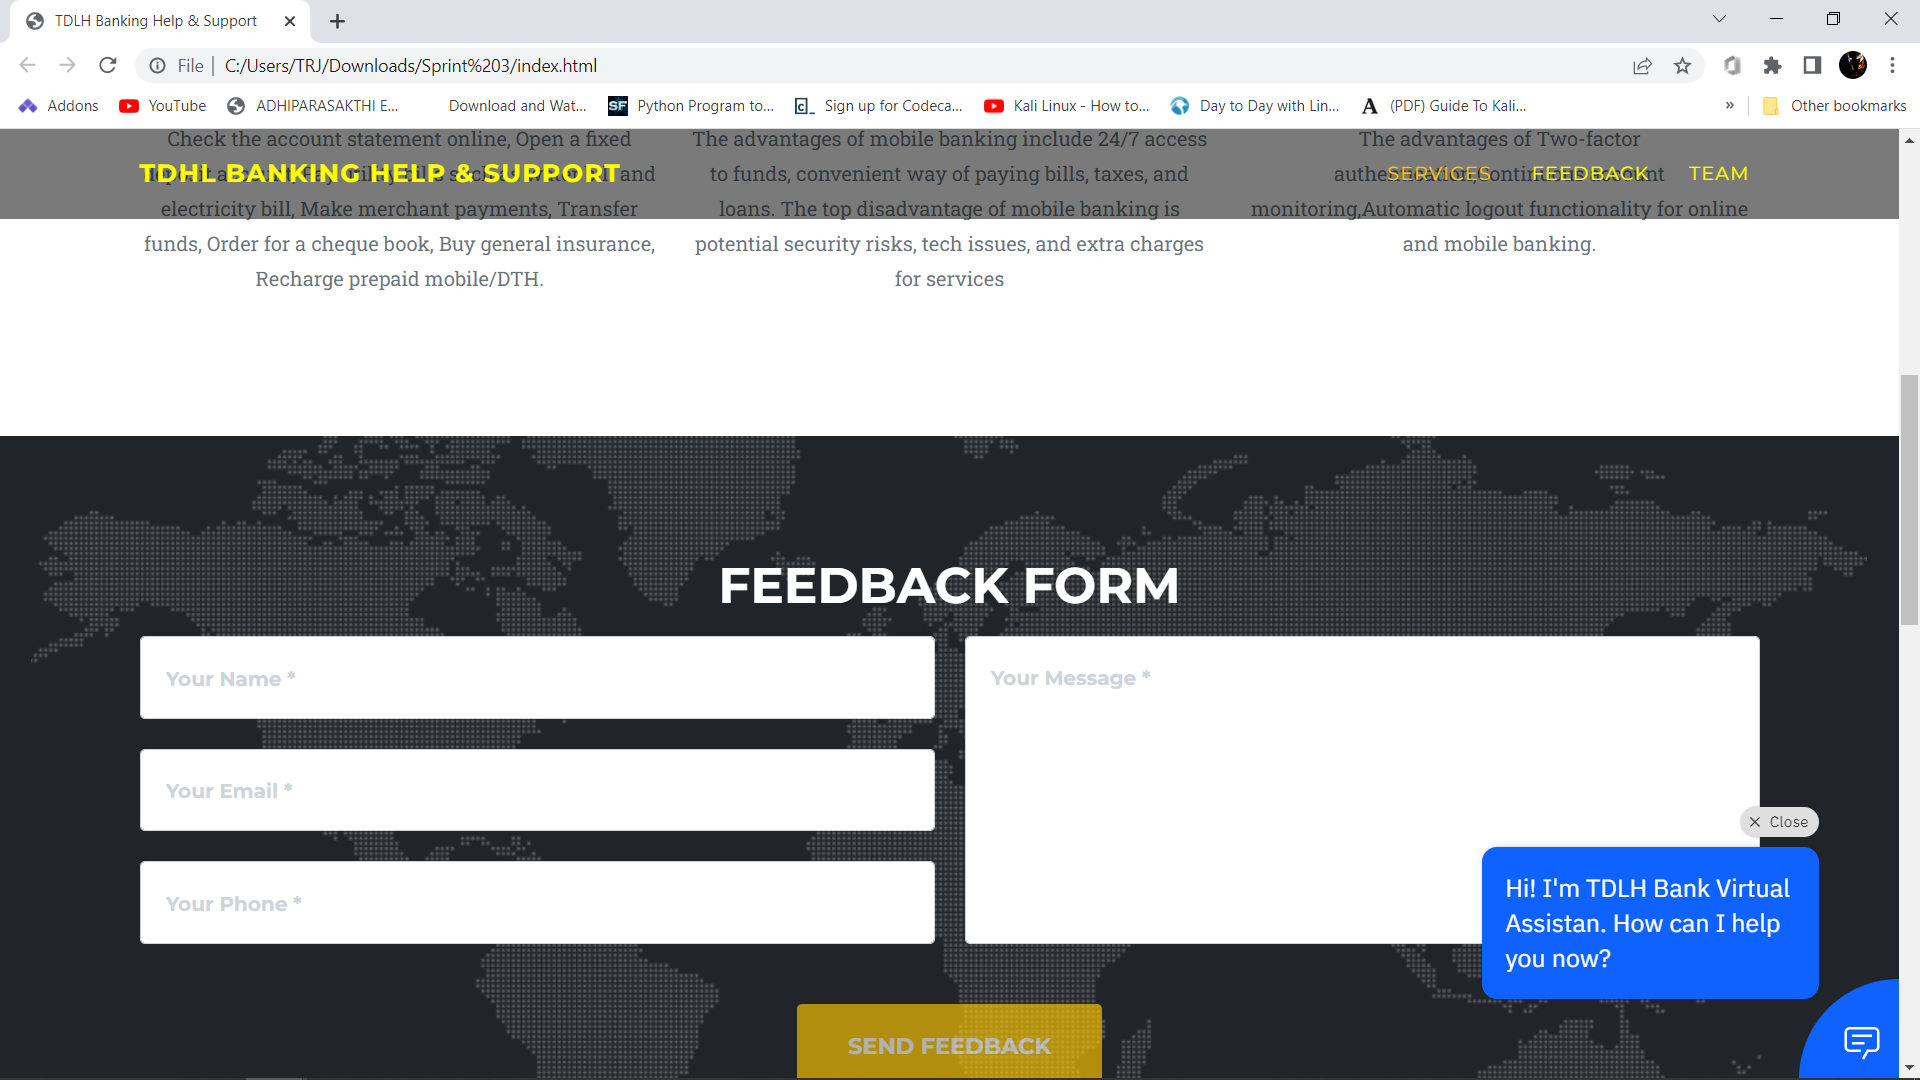 TDLH Banking Help & Support
File
C:/Users/TRJ/Downloads/Sprint%203/index.html
Addons
YouTube
ADHIPARASAKTHI E...
Download and Wat...
SF
Python Program to...
Sign up for Codeca...
Kali Linux - How to...
Day to Day with Lin...
(PDF) Guide To Kali...
»
Other bookmarks
TDHL BANKING HELP & SUPPORT
SERVICES
FEEDBACK
TEAM
Check the account statement online, Open a fixed
and
electricity bill, Make merchant payments, Transfer
funds, Order for a cheque book, Buy general insurance,
Recharge prepaid mobile/DTH.
The advantages of mobile banking include 24/7 access
to funds, convenient way of paying bills, taxes, and
loans. The top disadvantage of mobile banking is
potential security risks, tech issues, and extra charges
for services
The advantages of Two-factor
monitoring,Automatic logout functionality for online
and mobile banking.
FEEDBACK FORM
Your Name *
Your Email *
Your Phone *
Your Message *
SEND FEEDBACK
Close
Hi! I'm TDLH Bank Virtual
Assistan. How can I help
you now?